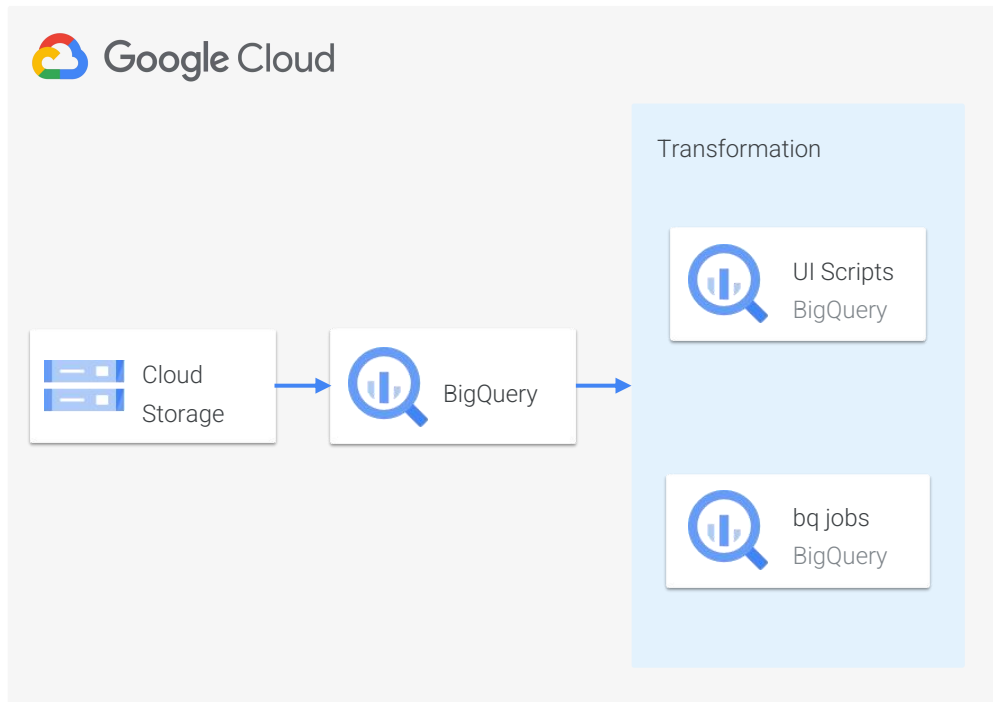 Google Cloud
Transformation
UI Scripts
BigQuery
Cloud
Storage
BigQuery
bq jobs
BigQuery